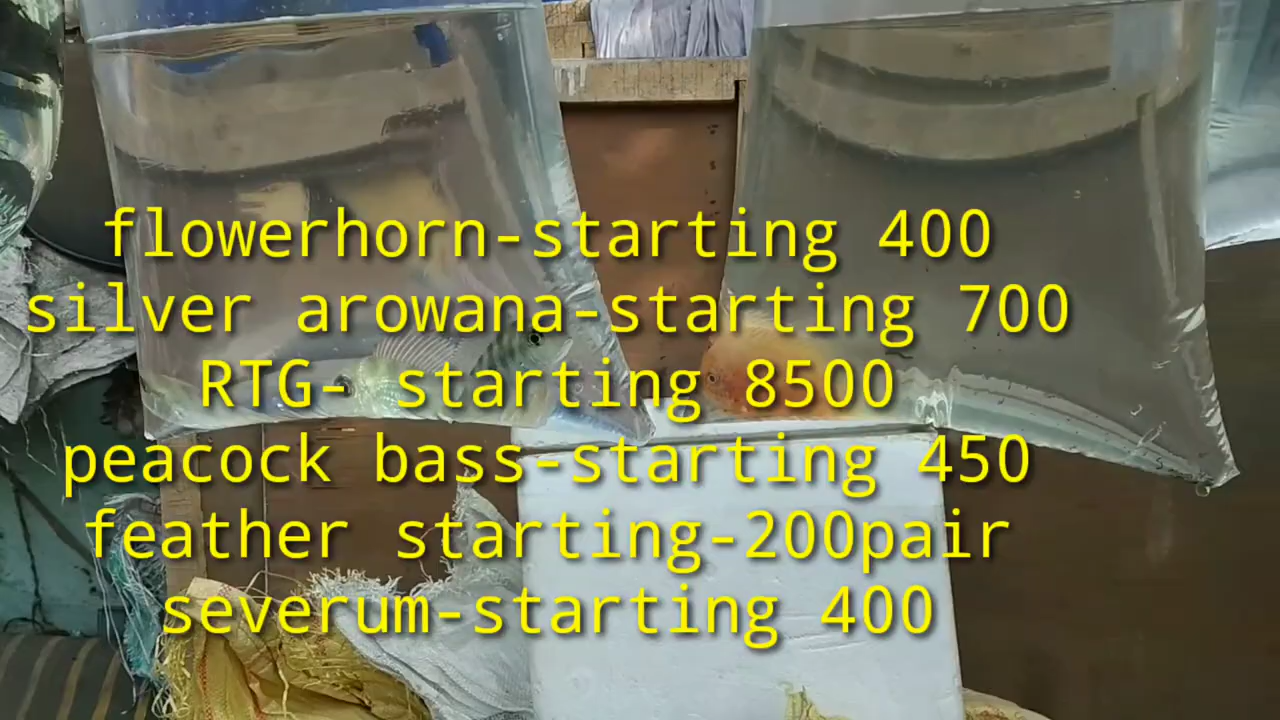 flowerhorn-starting 400
silver arowana-starting 700
RTG- starting 8500
peacock bass-starting 450
feather starting-200pair
severum-starting 400